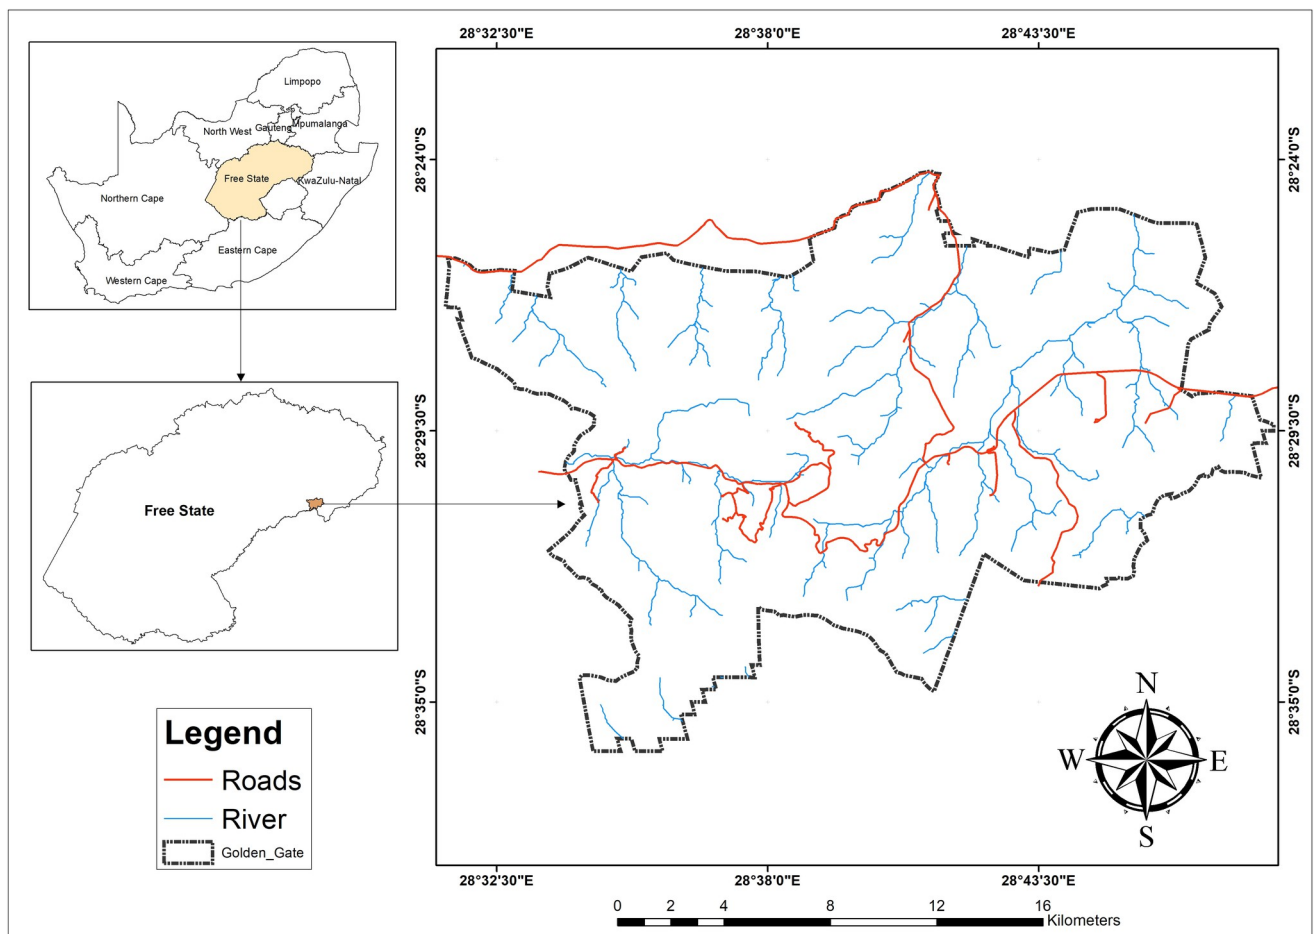 28°32'30"E 28°38'0"E 28°43'30"E
Limpopo
North West
Gauteng
Mpumalanga
Free State
KwaZulu-Natal
Northern Cape
Eastern Cape
Western Cape
28°24'0"S 28°24'0"S
28°29'30"S 28°29'30"S
Free State
28°35'0"S 28°35'0"S
N
W E
S
Legend
Roads
River
Golden_Gate
28°32'30"E 28°38'0"E 28°43'30"E
0 2 4 8 12 16
Kilometers